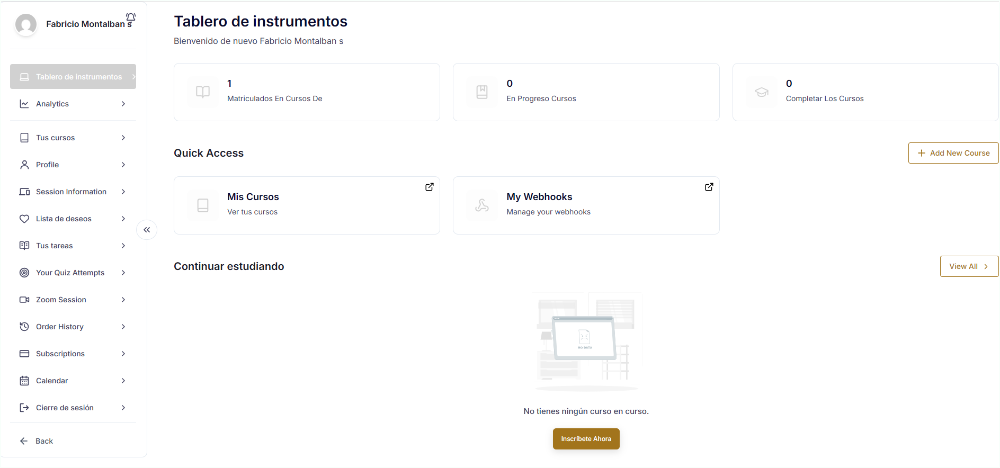 Fabricio Montalban s
Tablero de instrumentos
Analytics
Tus cursos
Profile
Session Information
Lista de deseos
Tus tareas
Your Quiz Attempts
Zoom Session
Order History
Subscriptions
Calendar
Cierre de sesión
Back
Tablero de instrumentos
Bienvenido de nuevo Fabricio Montalban s
1
Matriculados En Cursos De
0
En Progreso Cursos
0
Completar Los Cursos
Quick Access
Add New Course
Mis Cursos
Ver tus cursos
My Webhooks
Manage your webhooks
Continuar estudiando
View All
NO DATA
No tienes ningún curso en curso.
Inscríbete Ahora